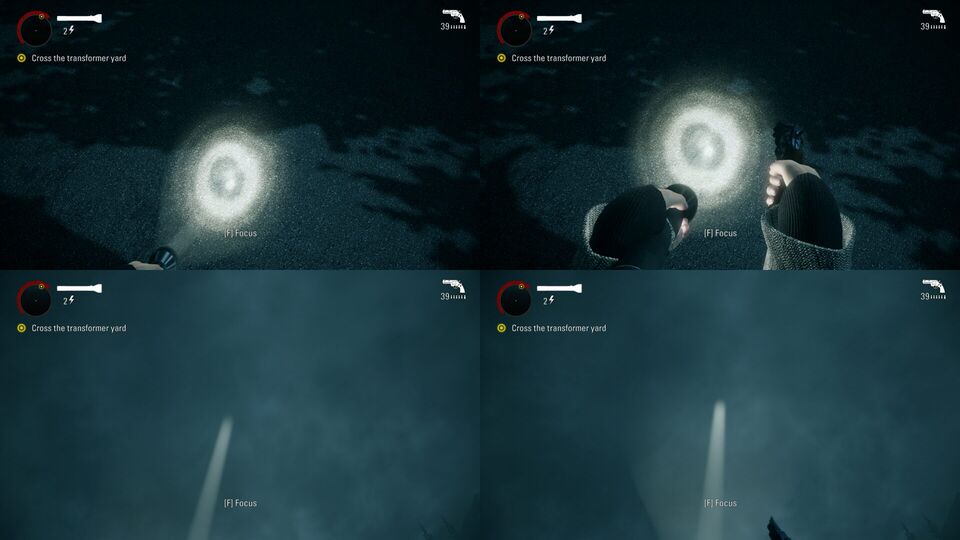 2
39
Cross the transformer yard
[F] Focus
2
39
Cross the transformer yard
[F] Focus
2
39
Cross the transformer yard
[F] Focus
2
39
Cross the transformer yard
[F] Focus